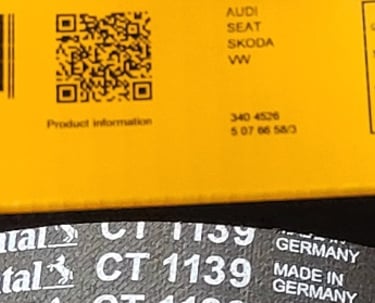 AUDI
SEAT
SKODA
VW
Product information
340 4526
5 07 66 58/3
CT 1139
GERMANY
CT 1139
MADE IN
GERMANY